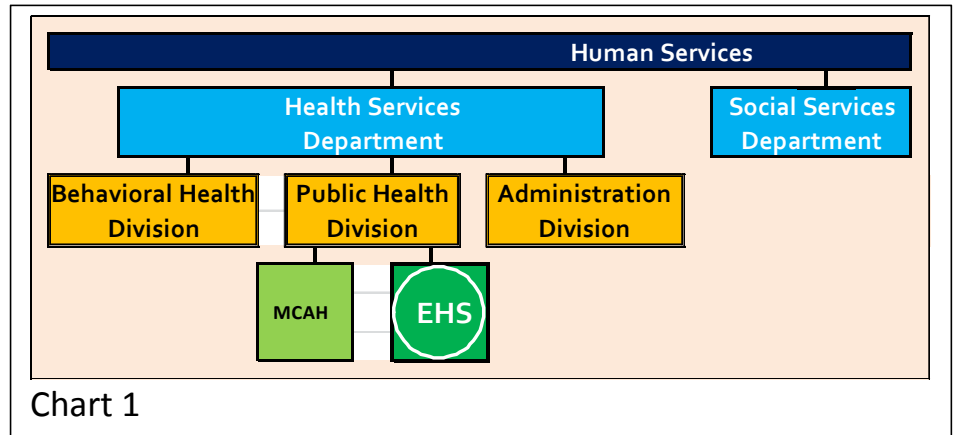 Human Services
Health Services
Department
Social Services
Department
Behavioral Health
Division
Public Health
Division
Administration
Division
MCAH
EHS
Chart 1